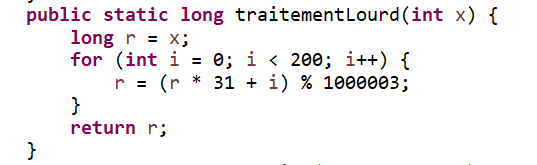 public static long traitementLourd(int x) {
    long r = x;
    for (int i = 0; i < 200; i++) {
        r = (r * 31 + i) % 1000003;
    }
    return r;
}